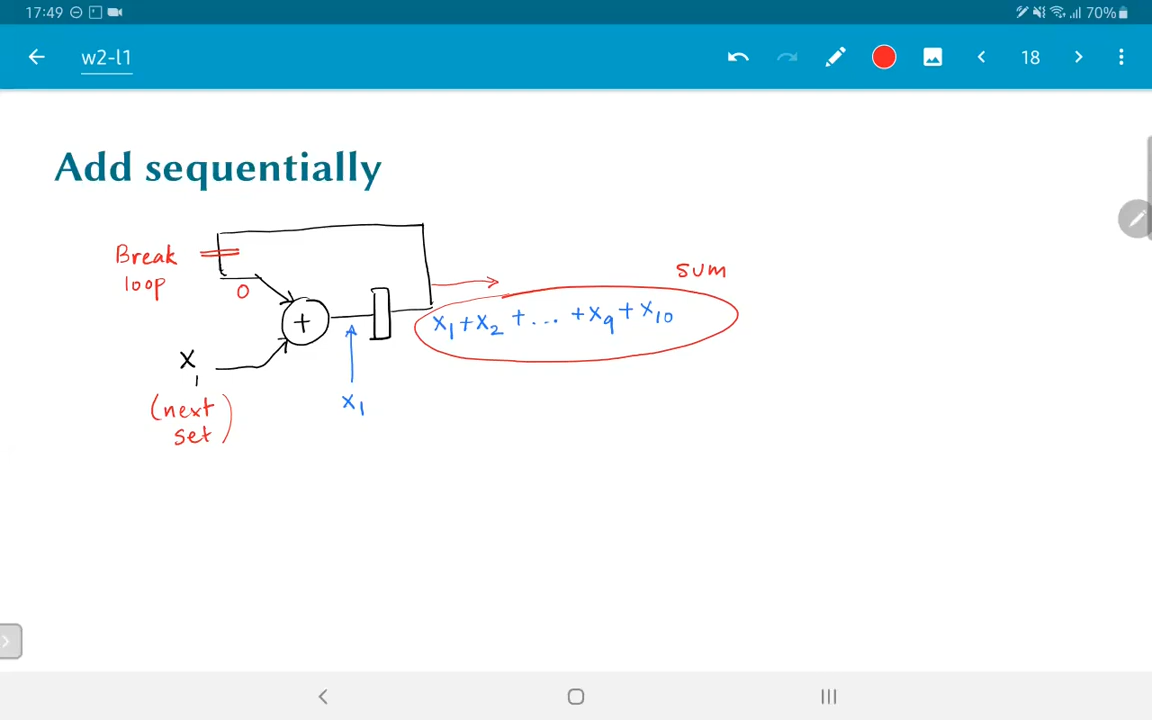 17:49
70%
w2-l1
18
Add sequentially
Break
loop
0
sum
+
x₁+x₂ + ... +x₉+x₁₀
x₁
(next
set)
x₁